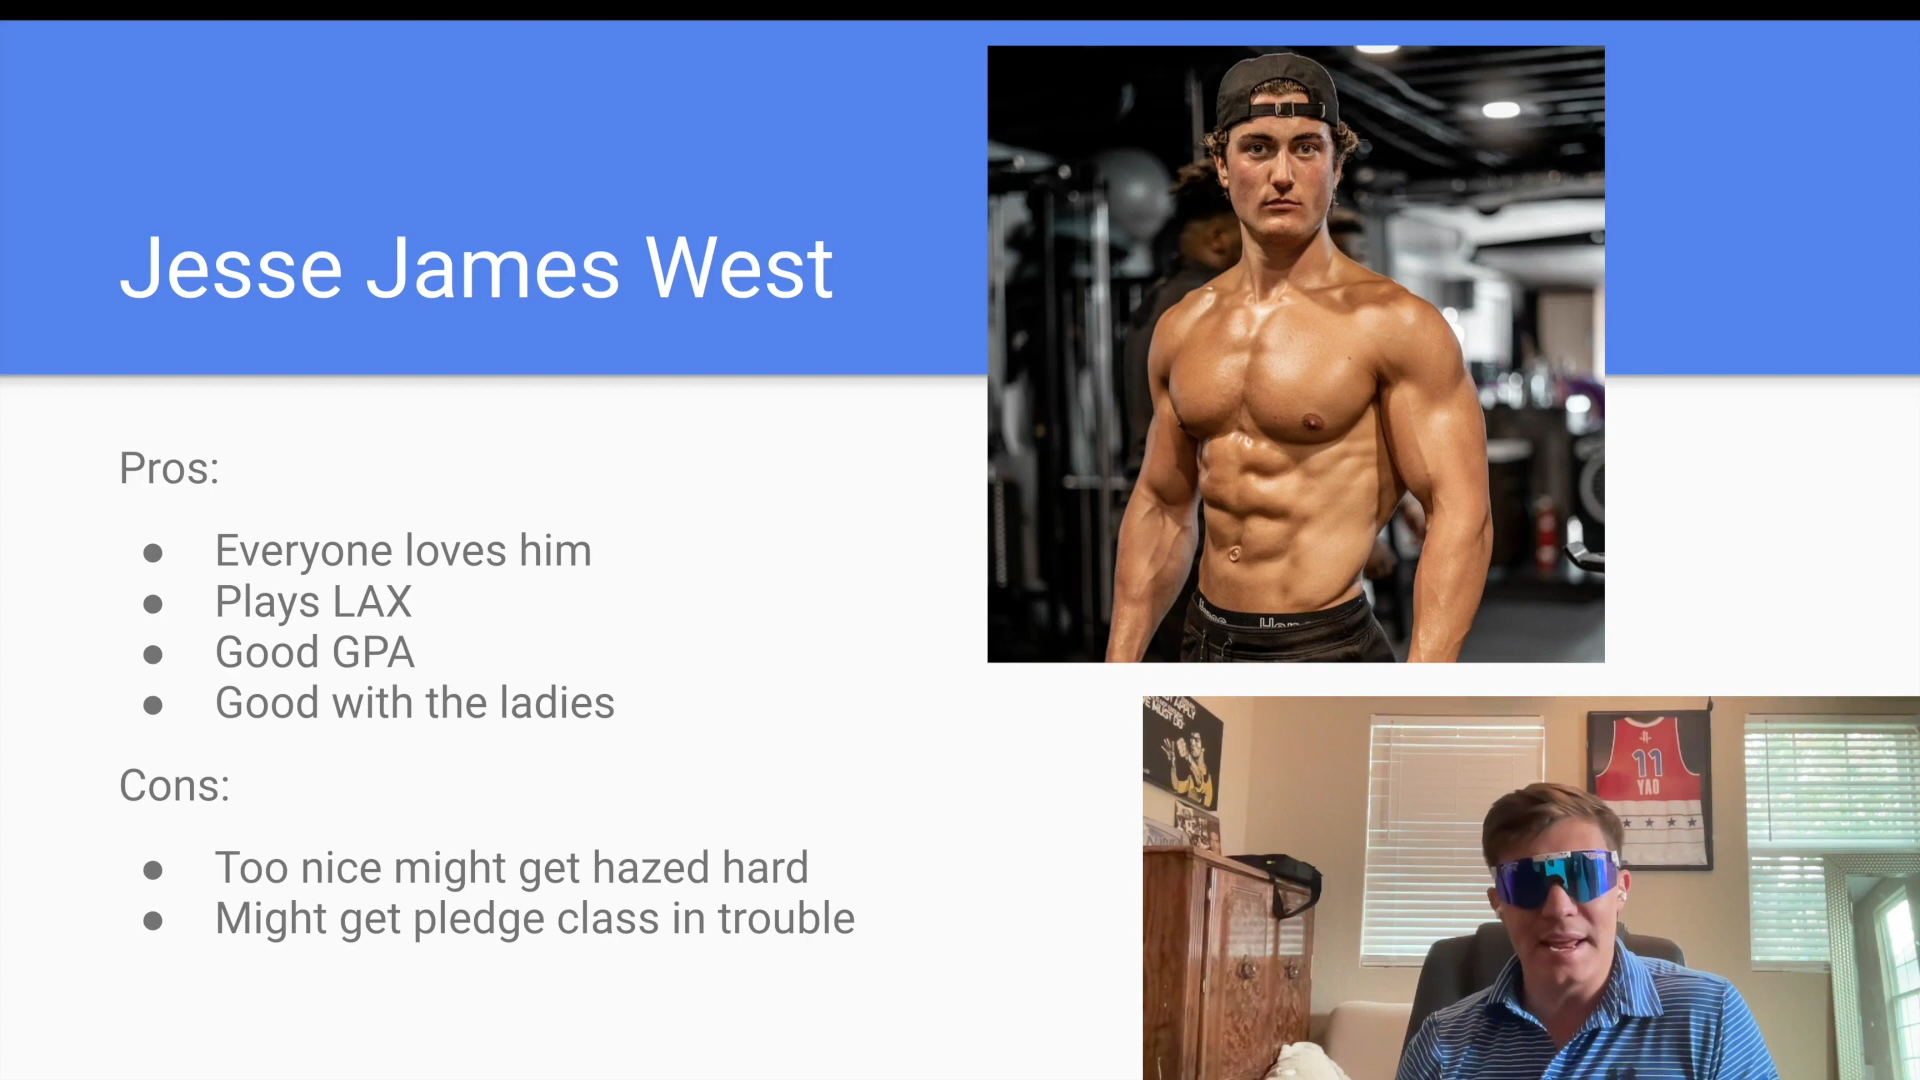 Jesse James West
Pros:
● Everyone loves him
● Plays LAX
● Good GPA
● Good with the ladies
Cons:
● Too nice might get hazed hard
● Might get pledge class in trouble
11
YAO